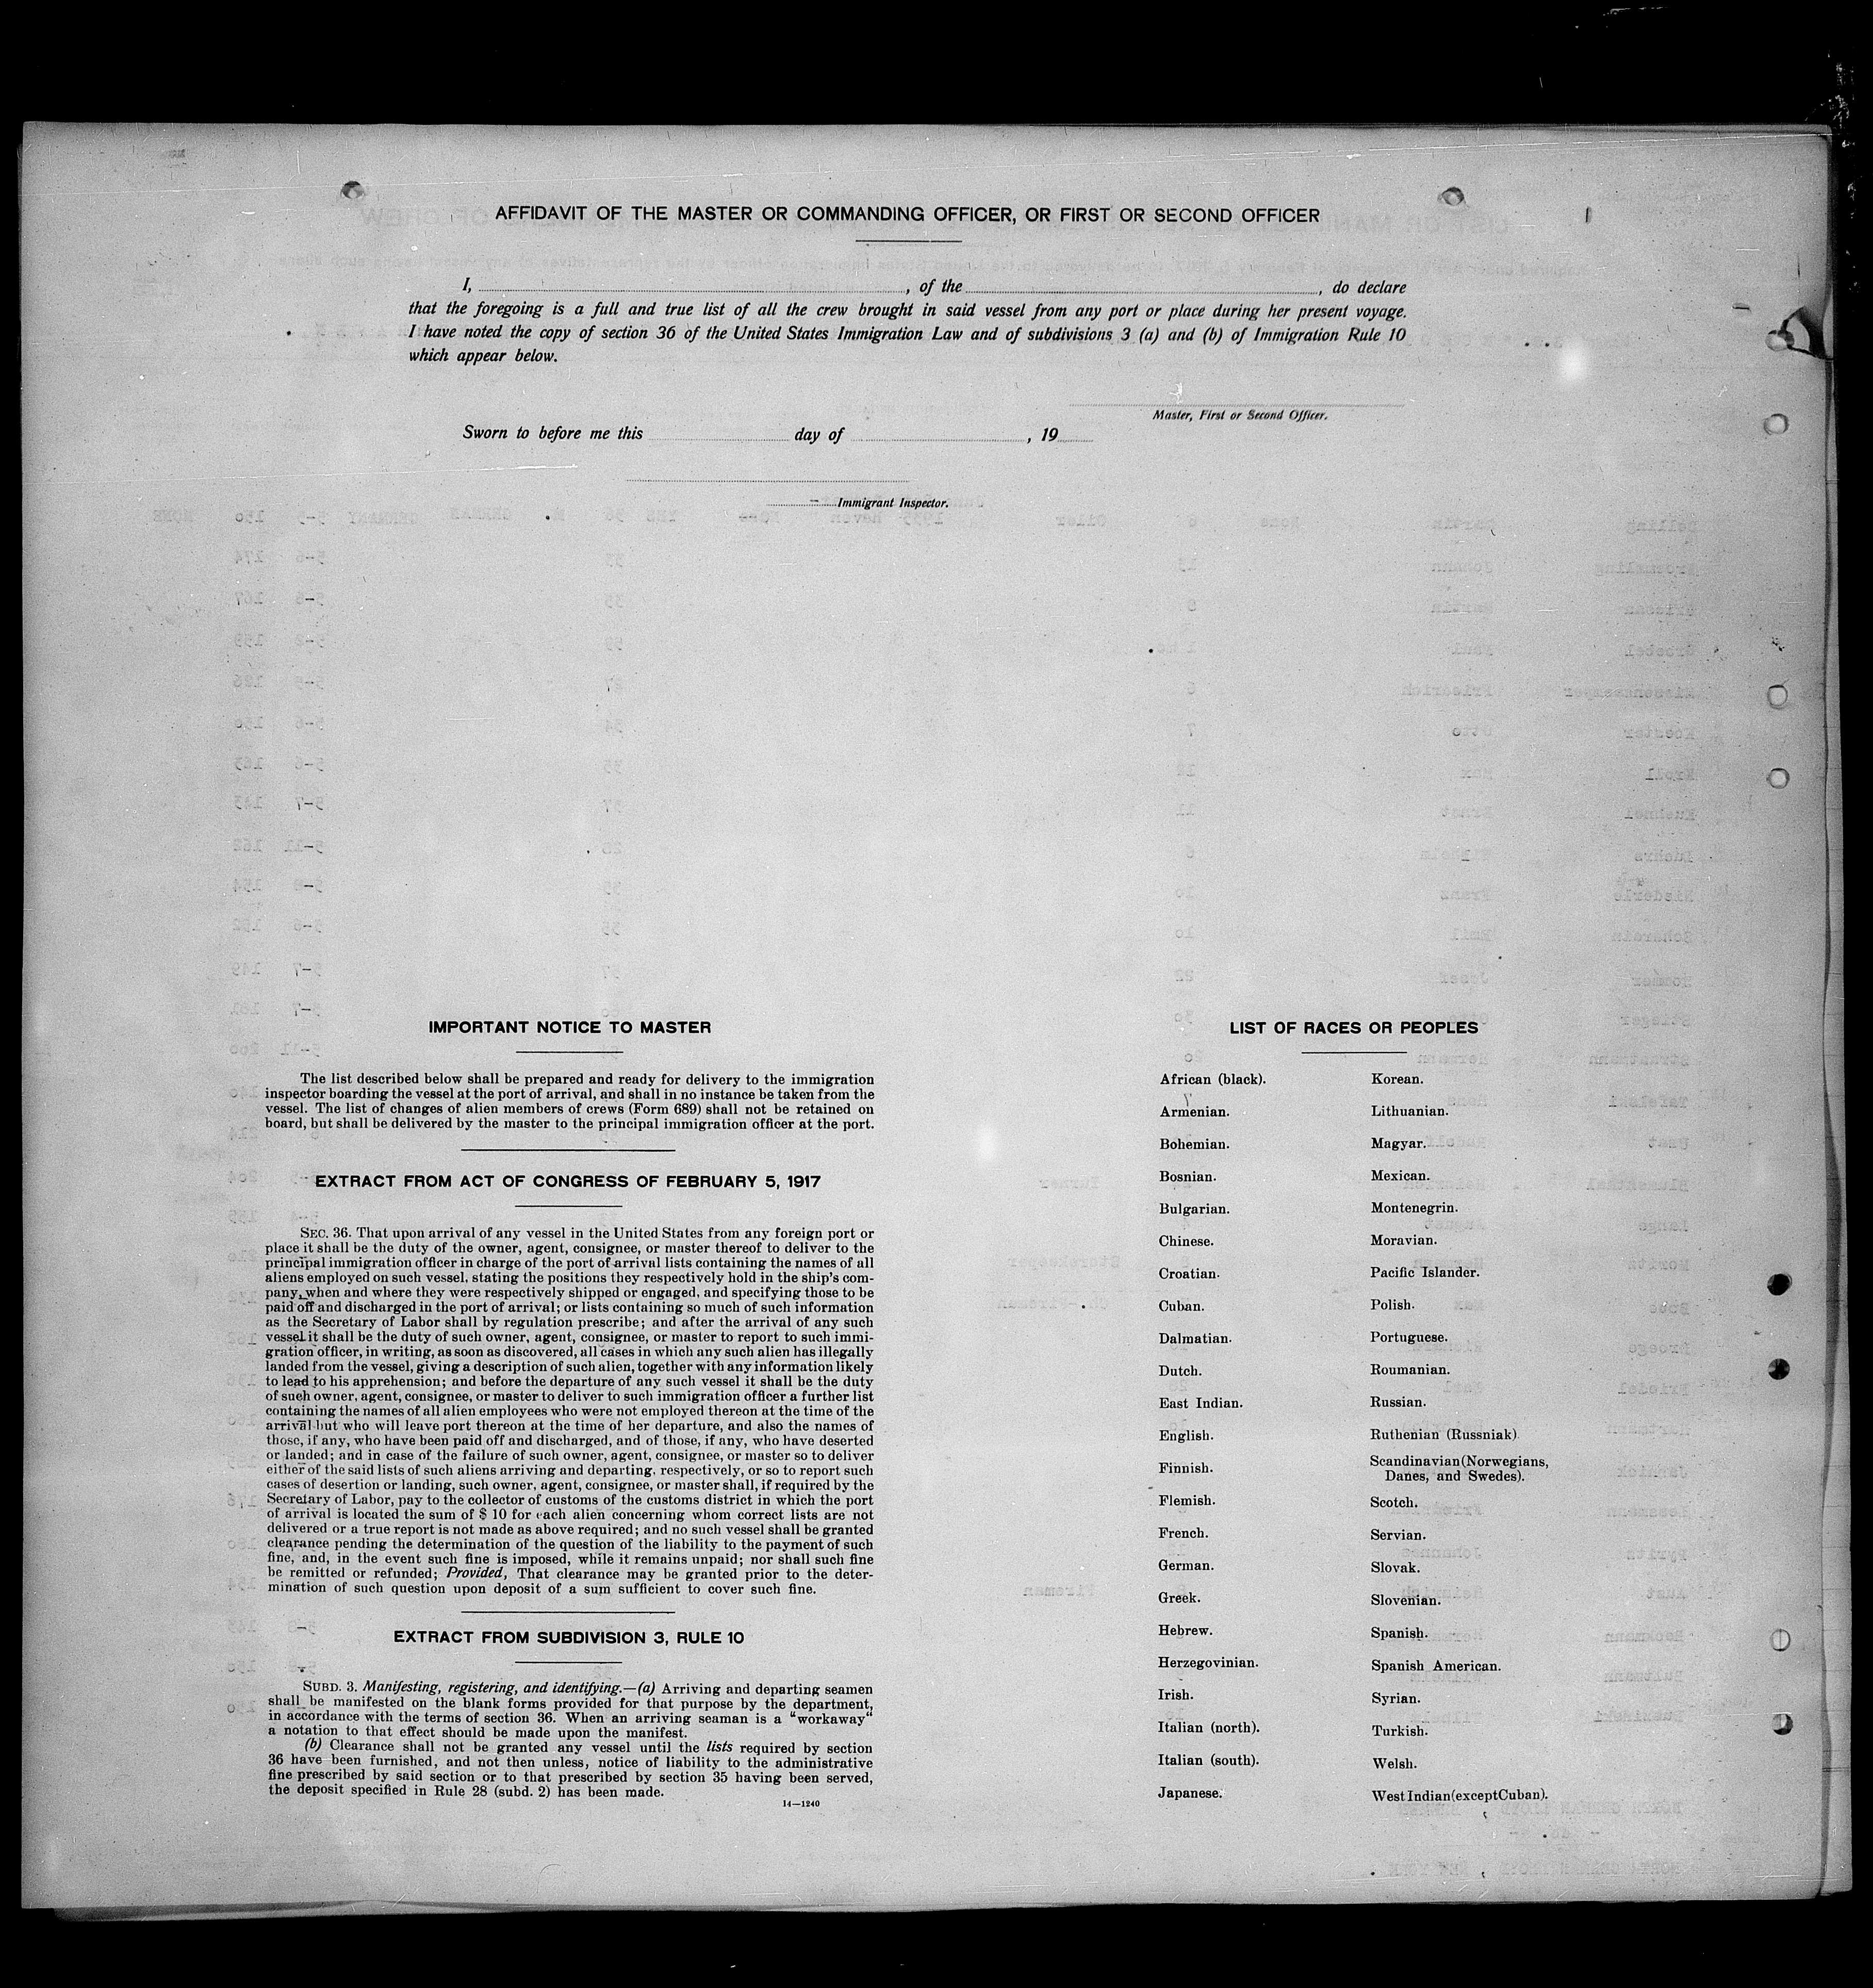 AFFIDAVIT OF THE MASTER OR COMMANDING OFFICER, OR FIRST OR SECOND OFFICER
I, , of the , do declare
that the foregoing is a full and true list of all the crew brought in said vessel from any port or place during her present voyage.
I have noted the copy of section 36 of the United States Immigration Law and of subdivisions 3 (a) and (b) of Immigration Rule 10
which appear below.
Master, First or Second Officer.
Sworn to before me this day of , 19
Immigrant Inspector.
IMPORTANT NOTICE TO MASTER
The list described below shall be prepared and ready for delivery to the immigration
inspector boarding the vessel at the port of arrival, and shall in no instance be taken from the
vessel. The list of changes of alien members of crews (Form 689) shall not be retained on
board, but shall be delivered by the master to the principal immigration officer at the port.
EXTRACT FROM ACT OF CONGRESS OF FEBRUARY 5, 1917
SEC. 36. That upon arrival of any vessel in the United States from any foreign port or
place it shall be the duty of the owner, agent, consignee, or master thereof to deliver to the
principal immigration officer in charge of the port of arrival lists containing the names of all
aliens employed on such vessel, stating the positions they respectively hold in the ship's com-
pany, when and where they were respectively shipped or engaged, and specifying those to be
paid off and discharged in the port of arrival; or lists containing so much of such information
as the Secretary of Labor shall by regulation prescribe; and after the arrival of any such
vessel it shall be the duty of such owner, agent, consignee, or master to report to such immi-
gration officer, in writing, as soon as discovered, all cases in which any such alien has illegally
landed from the vessel, giving a description of such alien, together with any information likely
to lead to his apprehension; and before the departure of any such vessel it shall be the duty
of such owner, agent, consignee, or master to deliver to such immigration officer a further list
containing the names of all alien employees who were not employed thereon at the time of the
arrival but who will leave port thereon at the time of her departure, and also the names of
those, if any, who have been paid off and discharged, and of those, if any, who have deserted
or landed; and in case of the failure of such owner, agent, consignee, or master so to deliver
either of the said lists of such aliens arriving and departing, respectively, or so to report such
cases of desertion or landing, such owner, agent, consignee, or master shall, if required by the
Secretary of Labor, pay to the collector of customs of the customs district in which the port
of arrival is located the sum of $ 10 for each alien concerning whom correct lists are not
delivered or a true report is not made as above required; and no such vessel shall be granted
clearance pending the determination of the question of the liability to the payment of such
fine, and, in the event such fine is imposed, while it remains unpaid; nor shall such fine
be remitted or refunded; Provided, That clearance may be granted prior to the deter-
mination of such question upon deposit of a sum sufficient to cover such fine.
EXTRACT FROM SUBDIVISION 3, RULE 10
SUBD. 3. Manifesting, registering, and identifying.—(a) Arriving and departing seamen
shall be manifested on the blank forms provided for that purpose by the department,
in accordance with the terms of section 36. When an arriving seaman is a "workaway"
a notation to that effect should be made upon the manifest.
(b) Clearance shall not be granted any vessel until the lists required by section
36 have been furnished, and not then unless, notice of liability to the administrative
fine prescribed by said section or to that prescribed by section 35 having been served,
the deposit specified in Rule 28 (subd. 2) has been made.
14—1240
LIST OF RACES OR PEOPLES
African (black).
Armenian.
Bohemian.
Bosnian.
Bulgarian.
Chinese.
Croatian.
Cuban.
Dalmatian.
Dutch.
East Indian.
English.
Finnish.
Flemish.
French.
German.
Greek.
Hebrew.
Herzegovinian.
Irish.
Italian (north).
Italian (south).
Japanese.
Korean.
Lithuanian.
Magyar.
Mexican.
Montenegrin.
Moravian.
Pacific Islander.
Polish.
Portuguese.
Roumanian.
Russian.
Ruthenian (Russniak)
Scandinavian (Norwegians,
Danes, and Swedes).
Scotch.
Servian.
Slovak.
Slovenian.
Spanish.
Spanish American.
Syrian.
Turkish.
Welsh.
West Indian (except Cuban).